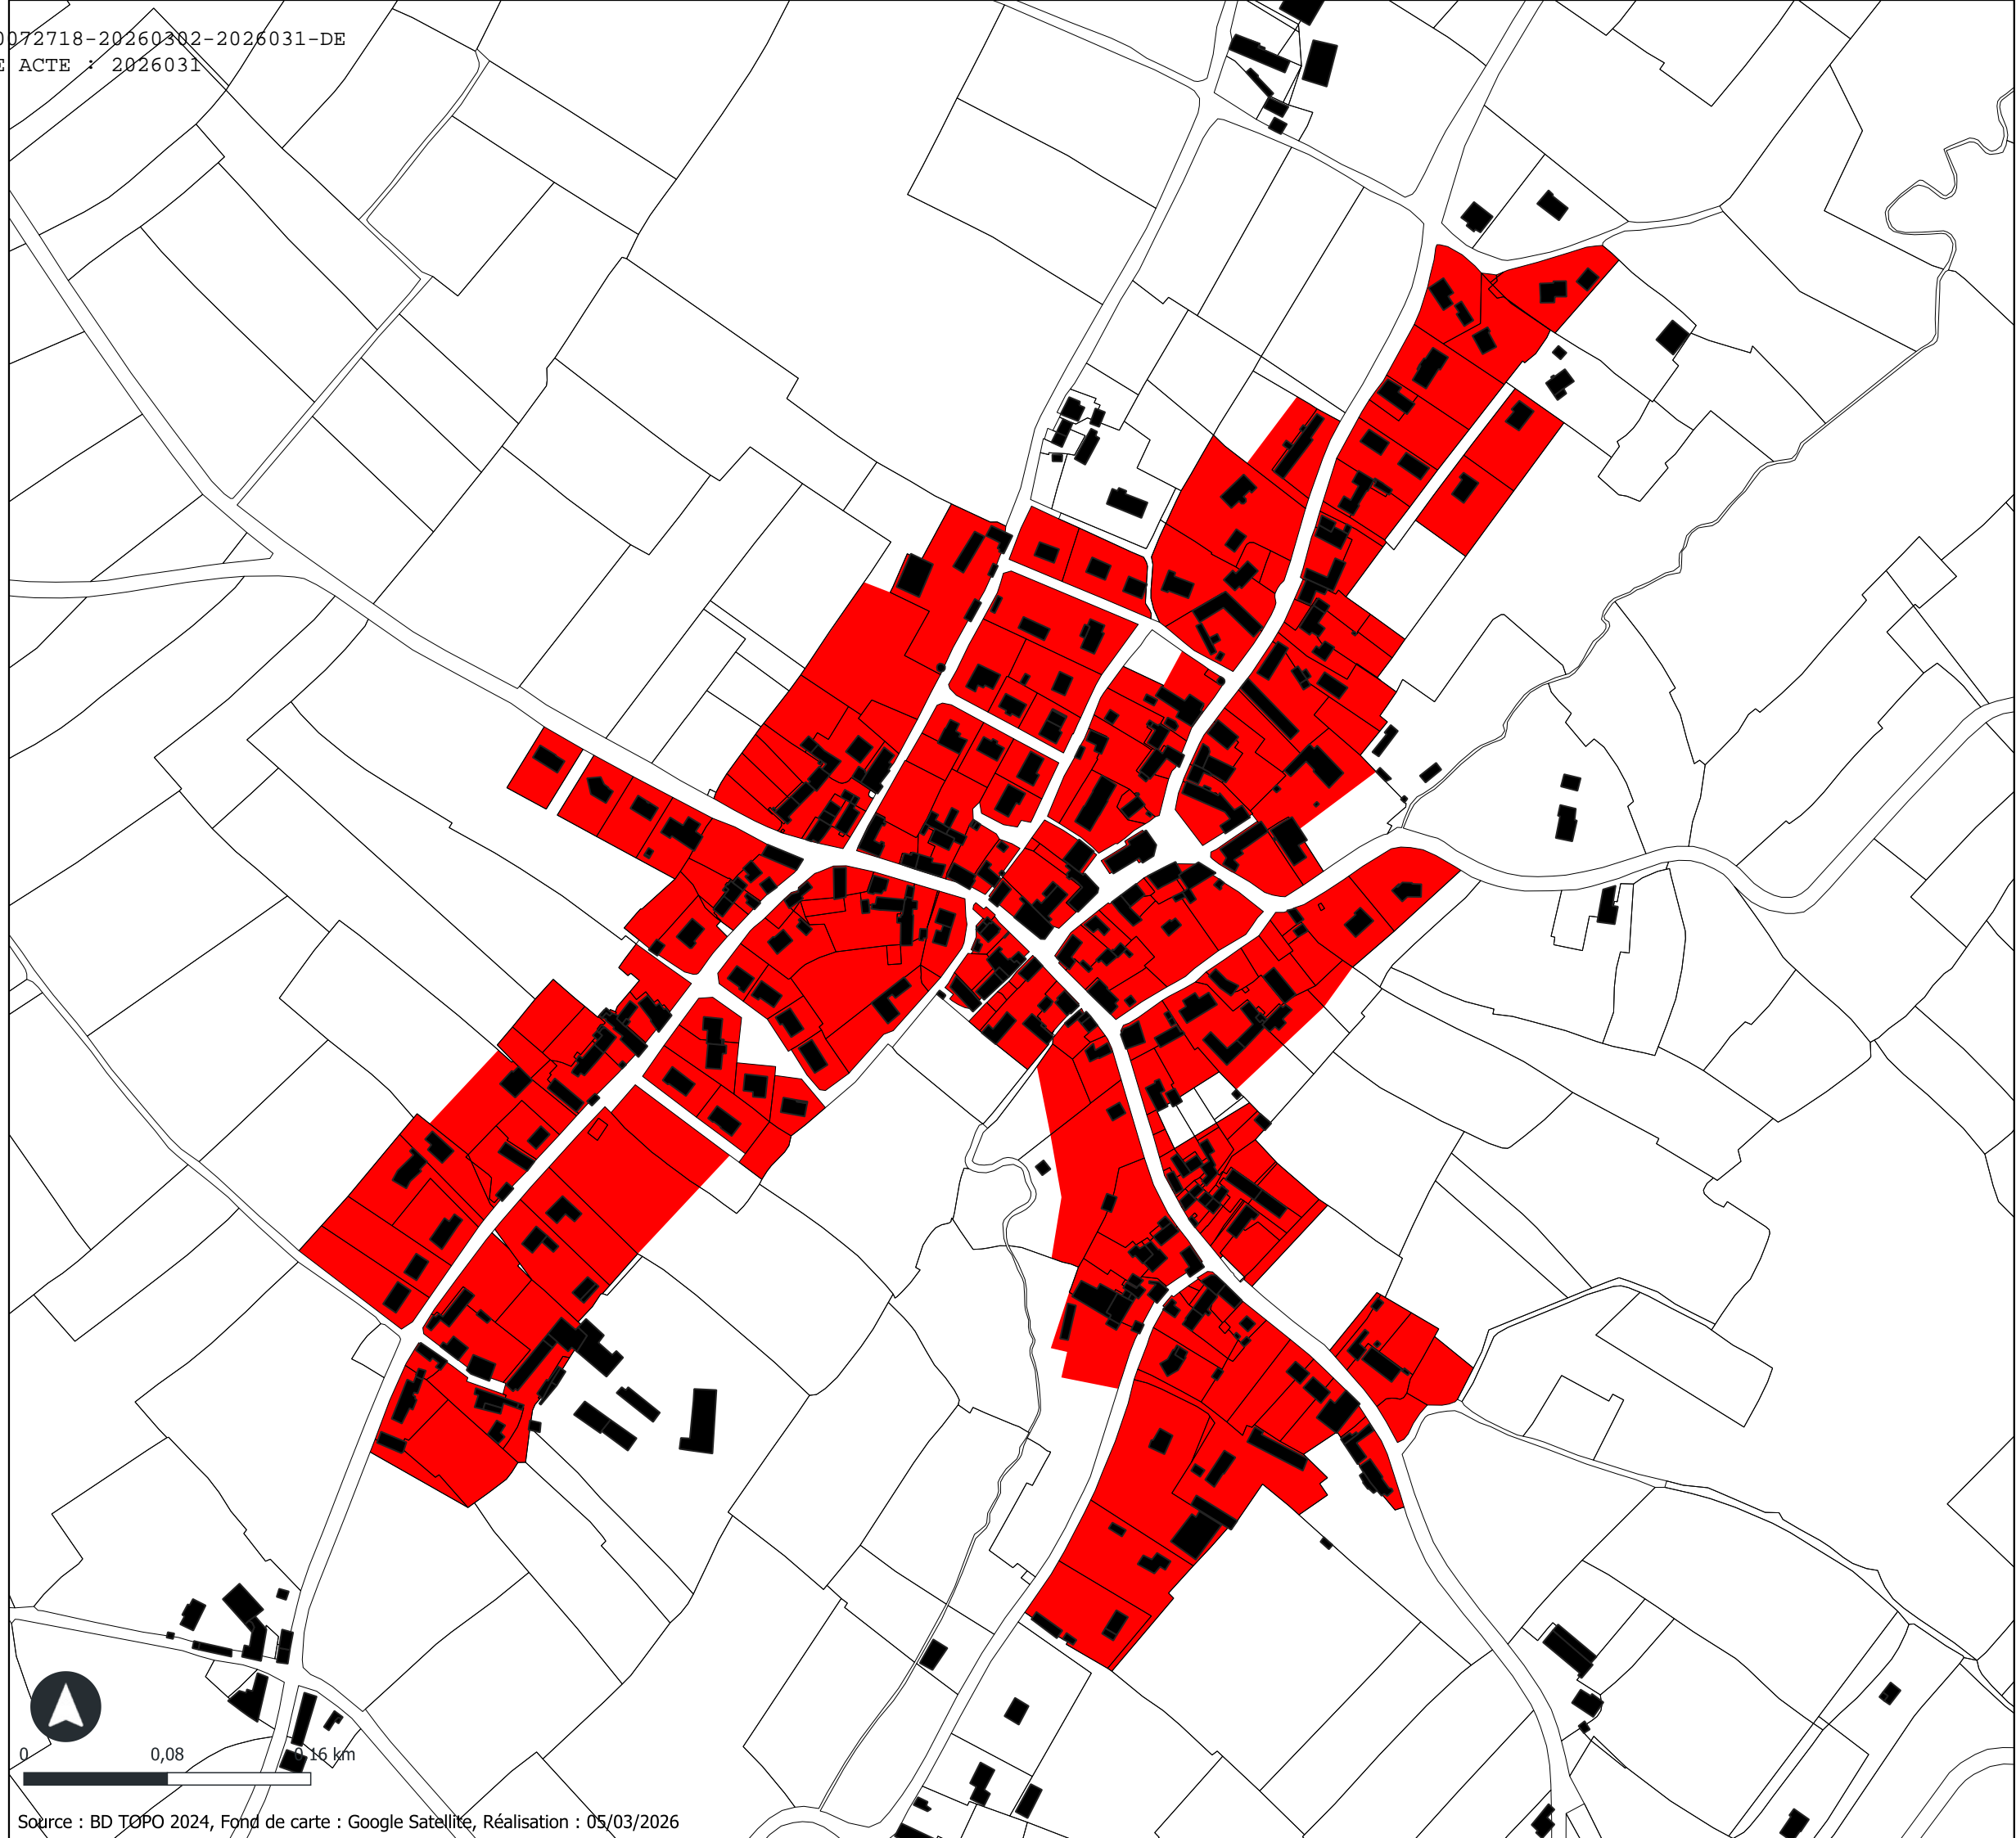 0072718-20260302-2026031-DE
E ACTE : 2026031
0 0,08 0,16 km
Source : BD TOPO 2024, Fond de carte : Google Satellite, Réalisation : 05/03/2026